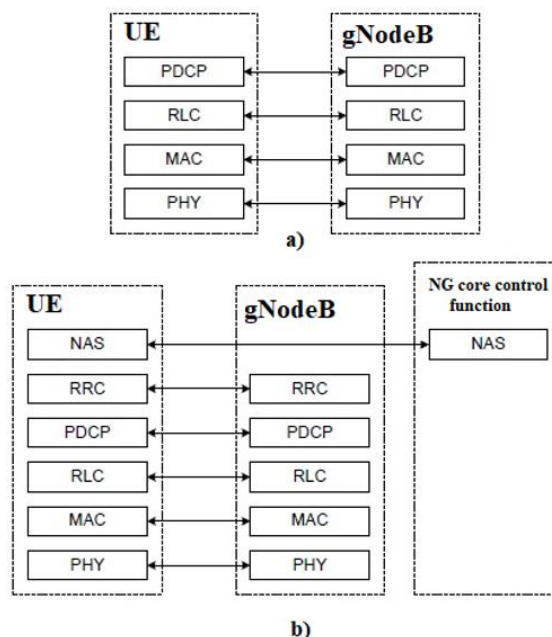 UE
gNodeB
PDCP
PDCP
RLC
RLC
MAC
MAC
PHY
PHY
a)
UE
gNodeB
NG core control
function
NAS
NAS
RRC
RRC
PDCP
PDCP
RLC
RLC
MAC
MAC
PHY
PHY
b)